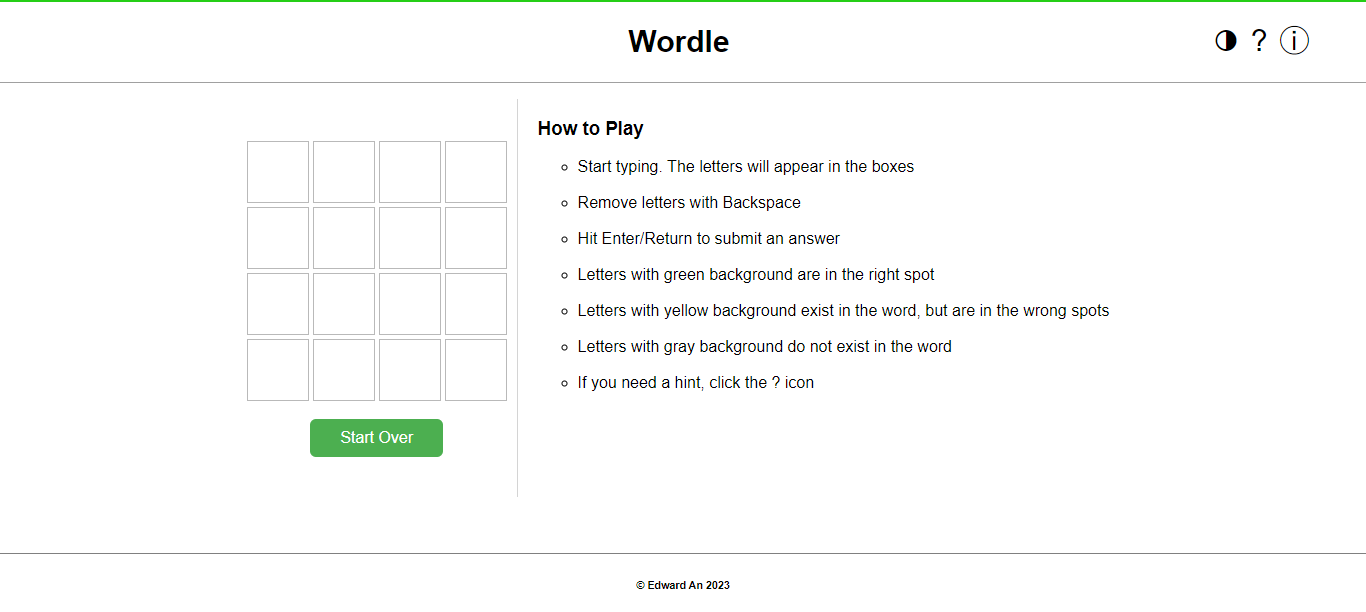 Wordle
?
i
How to Play
Start typing. The letters will appear in the boxes
Remove letters with Backspace
Hit Enter/Return to submit an answer
Letters with green background are in the right spot
Letters with yellow background exist in the word, but are in the wrong spots
Letters with gray background do not exist in the word
If you need a hint, click the ? icon
Start Over
© Edward An 2023